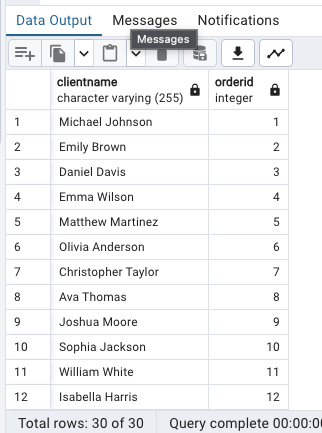 Data Output Messages Notifications
Messages
clientname orderid
character varying (255) integer
1 Michael Johnson 1
2 Emily Brown 2
3 Daniel Davis 3
4 Emma Wilson 4
5 Matthew Martinez 5
6 Olivia Anderson 6
7 Christopher Taylor 7
8 Ava Thomas 8
9 Joshua Moore 9
10 Sophia Jackson 10
11 William White 11
12 Isabella Harris 12
Total rows: 30 of 30 Query complete 00:00:0